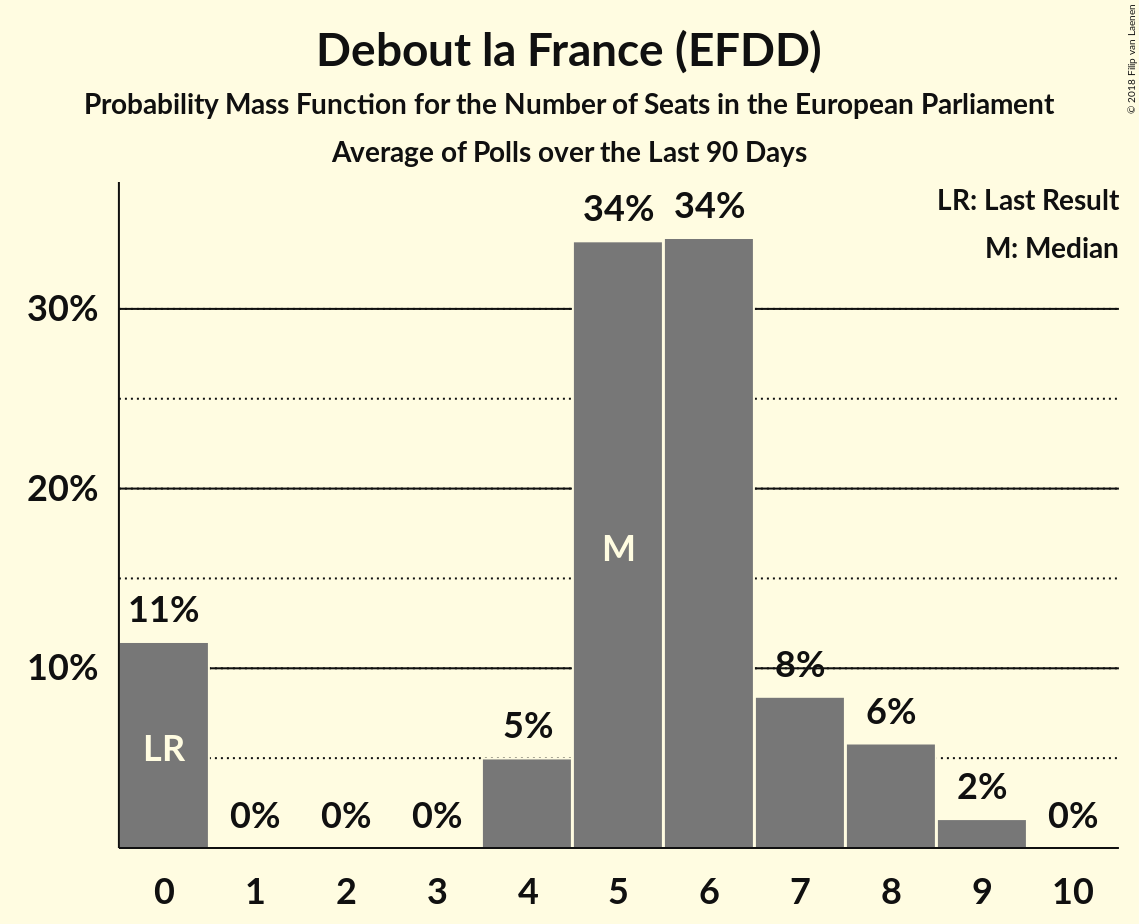 Debout la France (EFDD)
Probability Mass Function for the Number of Seats in the European Parliament
Average of Polls over the Last 90 Days
© 2018 Filip van Laenen
LR: Last Result
M: Median
34% 34%
30%
20%
M
11%
10%
8%
6%
5%
LR
2%
0% 0% 0% 0%
0 1 2 3 4 5 6 7 8 9 10